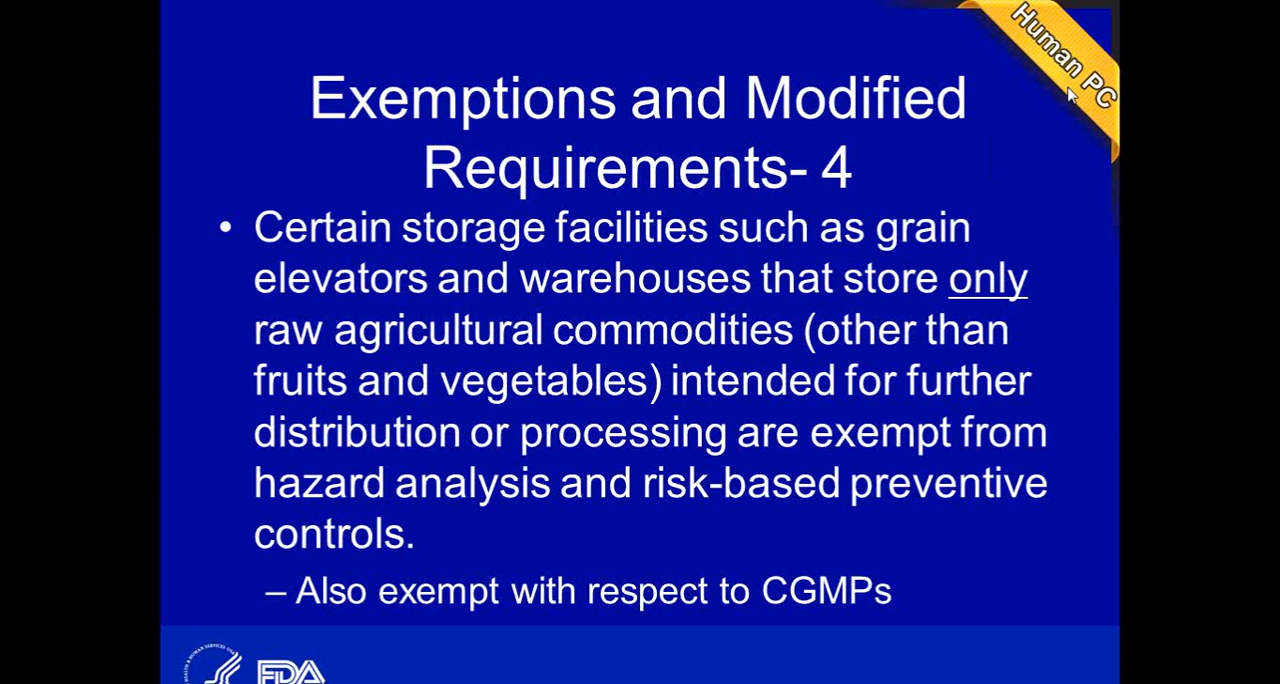 Human PC
Exemptions and Modified
Requirements- 4
• Certain storage facilities such as grain
elevators and warehouses that store only
raw agricultural commodities (other than
fruits and vegetables) intended for further
distribution or processing are exempt from
hazard analysis and risk-based preventive
controls.
– Also exempt with respect to CGMPs
FDA